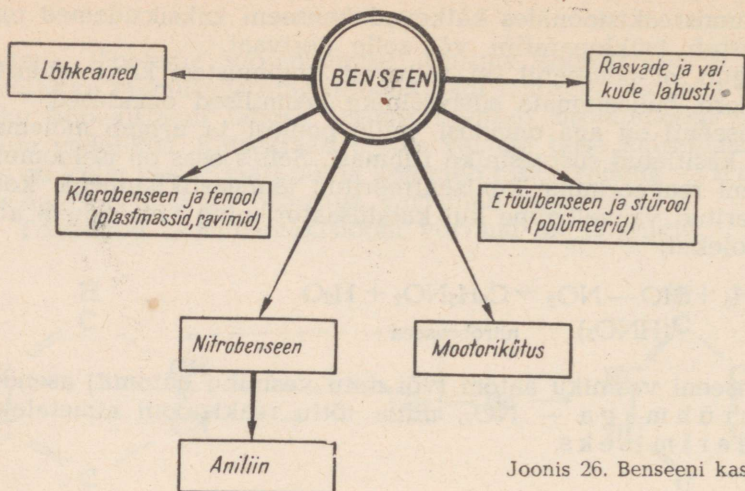 BENSEEN
Lõhkeained
Rasvade ja vai
kude lahusti
Klorobenseen ja fenool
(plastmassid, ravimid)
Etüülbenseen ja stürool
(polümeerid)
Nitrobenseen
Mootorikütus
Aniliin
Joonis 26. Benseeni kas